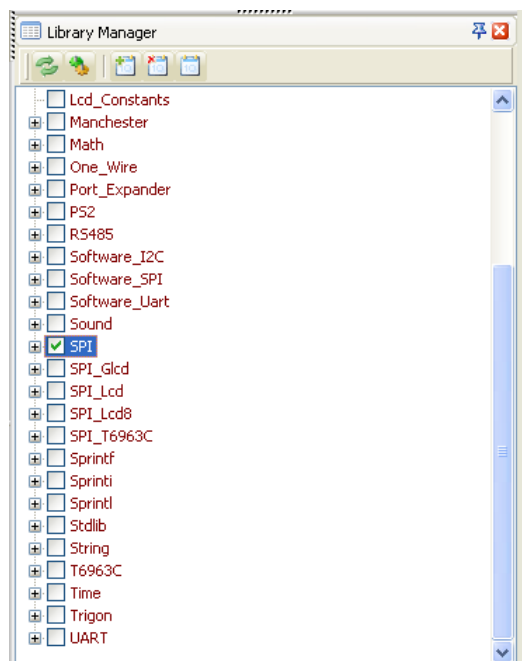 Library Manager
Lcd_Constants
Manchester
Math
One_Wire
Port_Expander
PS2
RS485
Software_I2C
Software_SPI
Software_Uart
Sound
SPI
SPI_Glcd
SPI_Lcd
SPI_Lcd8
SPI_T6963C
Sprintf
Sprinti
Sprintl
Stdlib
String
T6963C
Time
Trigon
UART